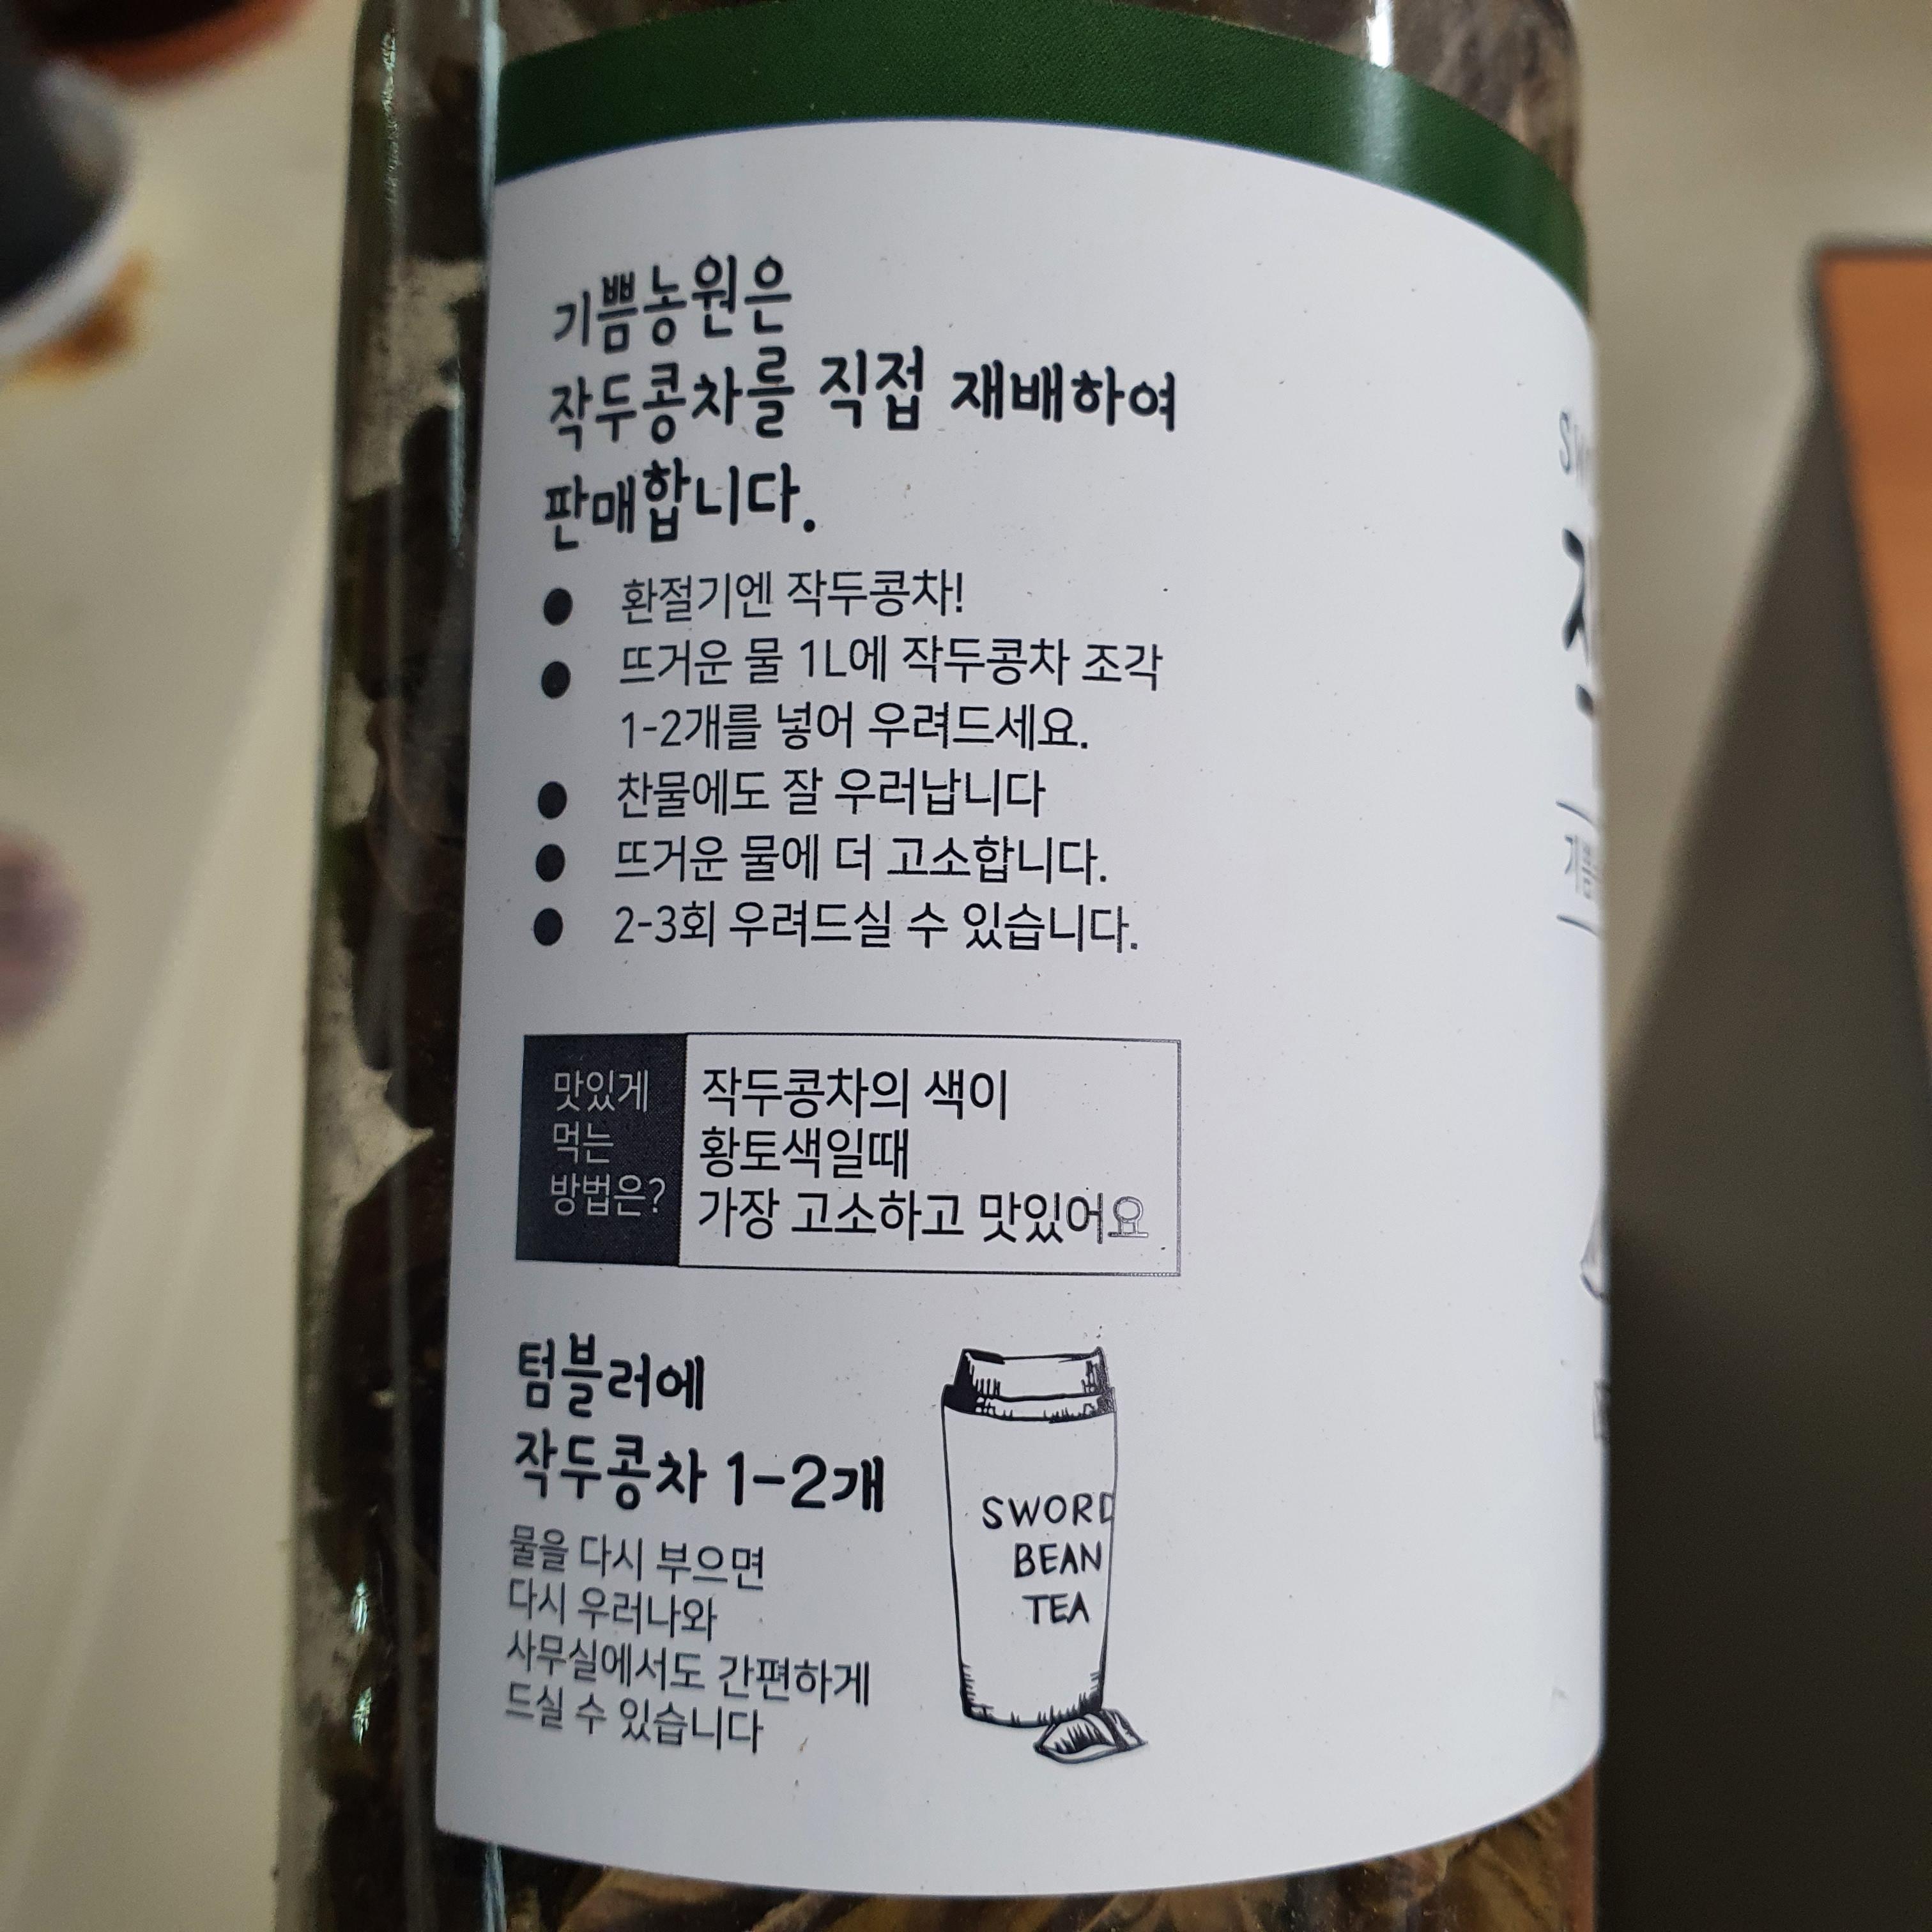 기쁨농원은
작두콩차를 직접 재배하여
판매합니다.
● 환절기엔 작두콩차!
● 뜨거운 물 1L에 작두콩차 조각
1-2개를 넣어 우려드세요.
● 찬물에도 잘 우러납니다
● 뜨거운 물에 더 고소합니다.
● 2-3회 우려드실 수 있습니다.
맛있게
먹는
방법은?
작두콩차의 색이
황토색일때
가장 고소하고 맛있어요
텀블러에
작두콩차 1-2개
물을 다시 부으면
다시 우러나와
사무실에서도 간편하게
드실 수 있습니다
SWORD
BEAN
TEA